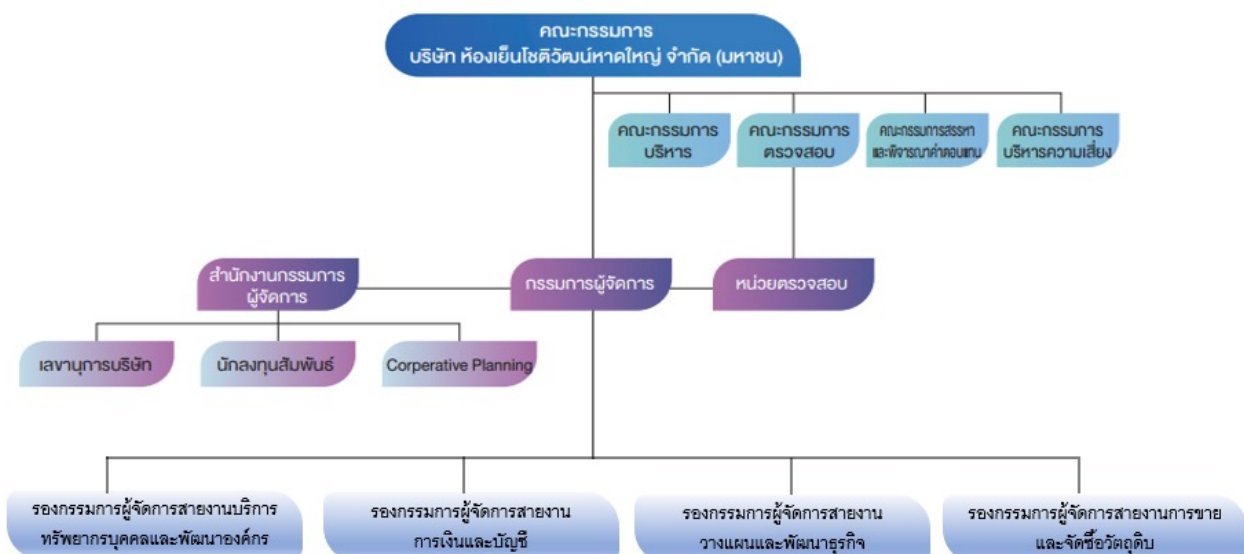 คณะกรรมการ
บริษัท ห้องเย็นโชติวัฒน์หาดใหญ่ จำกัด (มหาชน)
คณะกรรมการ
บริหาร
คณะกรรมการ
ตรวจสอบ
คณะกรรมการสรรหา
และพิจารณาค่าตอบแทน
คณะกรรมการ
บริหารความเสี่ยง
สำนักงานกรรมการ
ผู้จัดการ
กรรมการผู้จัดการ
หน่วยตรวจสอบ
เลขานุการบริษัท
นักลงทุนสัมพันธ์
Corperative Planning
รองกรรมการผู้จัดการสายงานบริการ
ทรัพยากรบุคคลและพัฒนาองค์กร
รองกรรมการผู้จัดการสายงาน
การเงินและบัญชี
รองกรรมการผู้จัดการสายงาน
วางแผนและพัฒนาธุรกิจ
รองกรรมการผู้จัดการสายงานการขาย
และจัดซื้อวัตถุดิบ